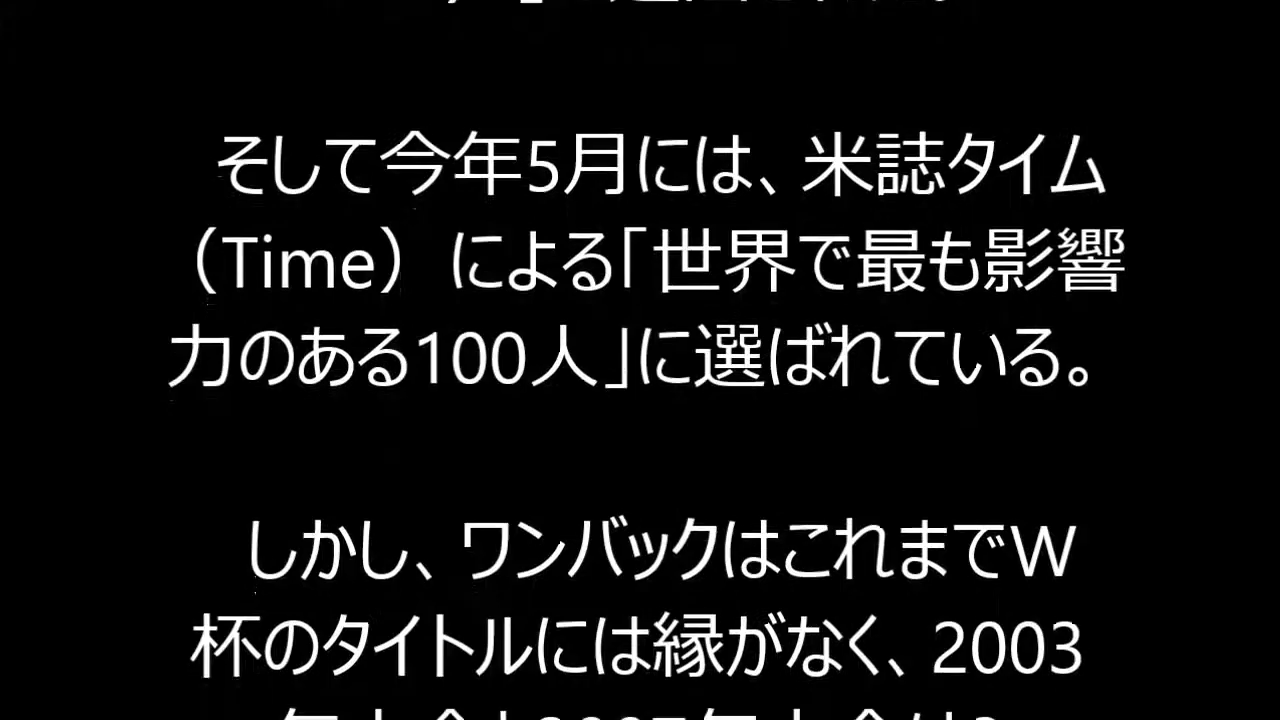 そして今年5月には、米誌タイム
（Time）による「世界で最も影響
力のある100人」に選ばれている。
しかし、ワンバックはこれまでW
杯のタイトルには縁がなく、2003